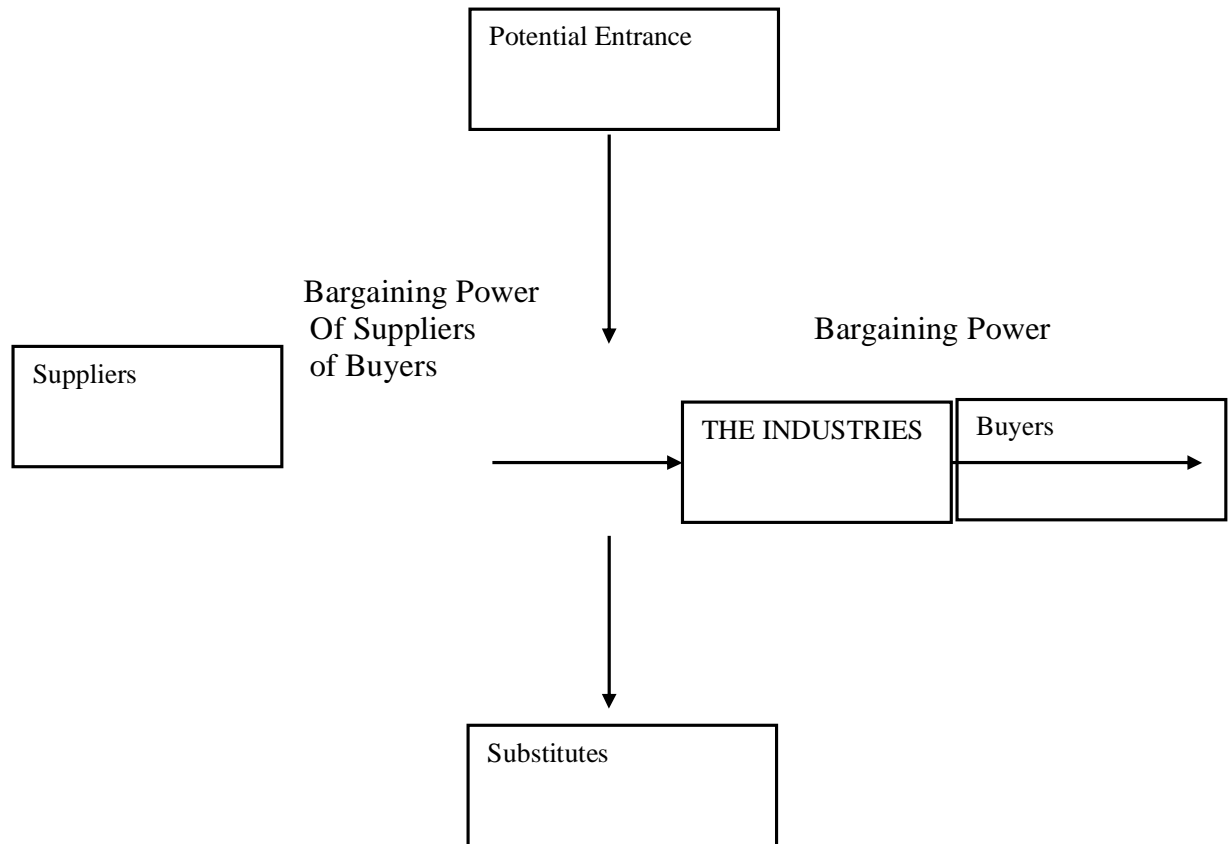 Potential Entrance
Bargaining Power
Of Suppliers
of Buyers
Bargaining Power
Suppliers
THE INDUSTRIES
Buyers
Substitutes